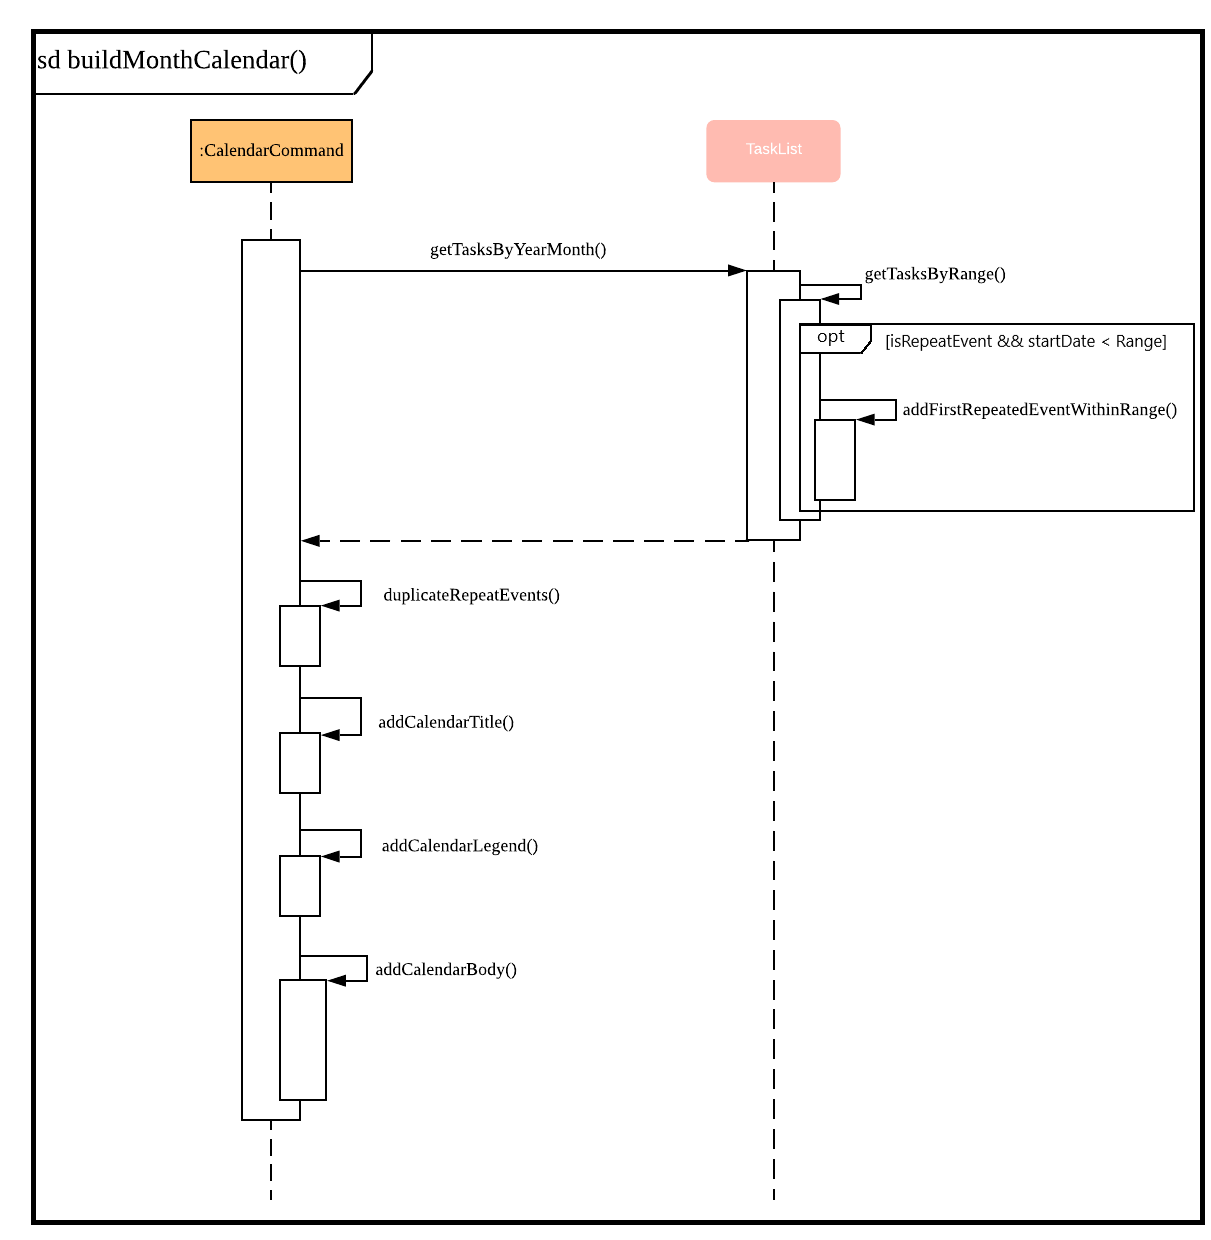 sd buildMonthCalendar()
:CalendarCommand
TaskList
getTasksByYearMonth()
getTasksByRange()
opt
[isRepeatEvent && startDate < Range]
addFirstRepeatedEventWithinRange()
duplicateRepeatEvents()
addCalendarTitle()
addCalendarLegend()
addCalendarBody()